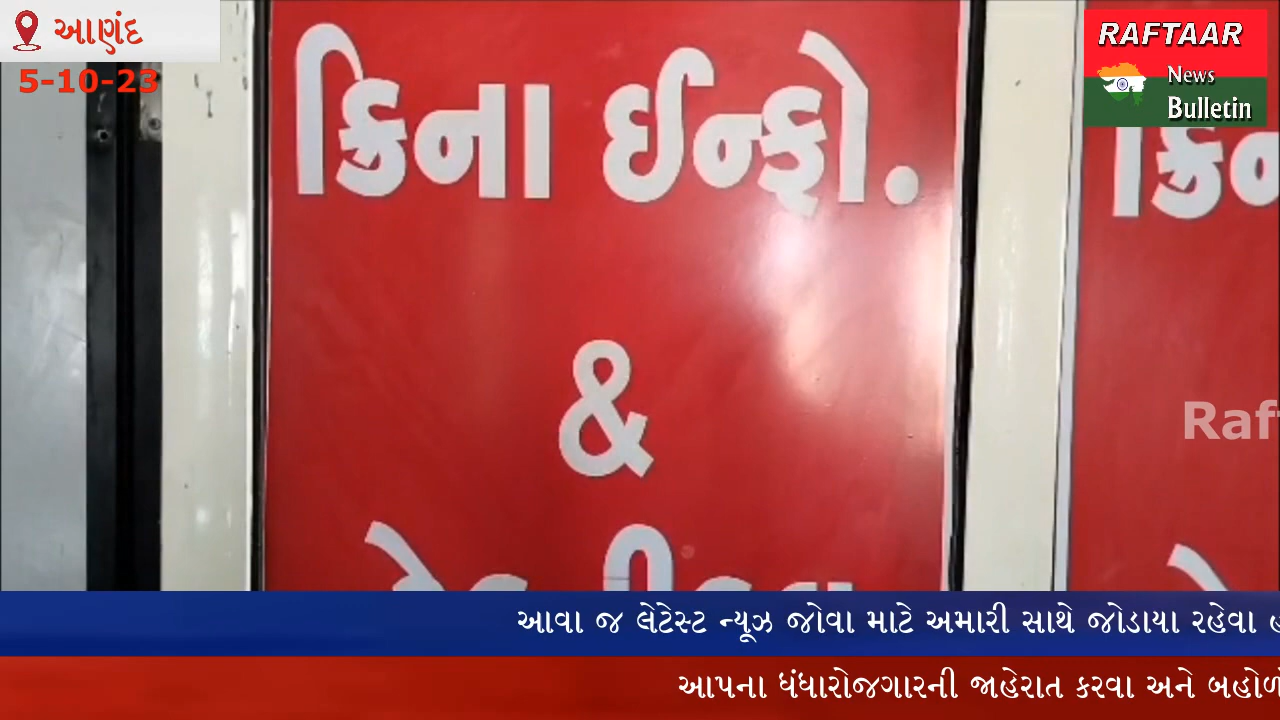 આણંદ
5-10-23
RAFTAAR
News
Bulletin
ક્રિના ઈન્ફો.
&
Raf
આવા જ લેટેસ્ટ ન્યૂઝ જોવા માટે અમારી સાથે જોડાયા રહેવા
આપના ધંધારોજગારની જાહેરાત કરવા અને